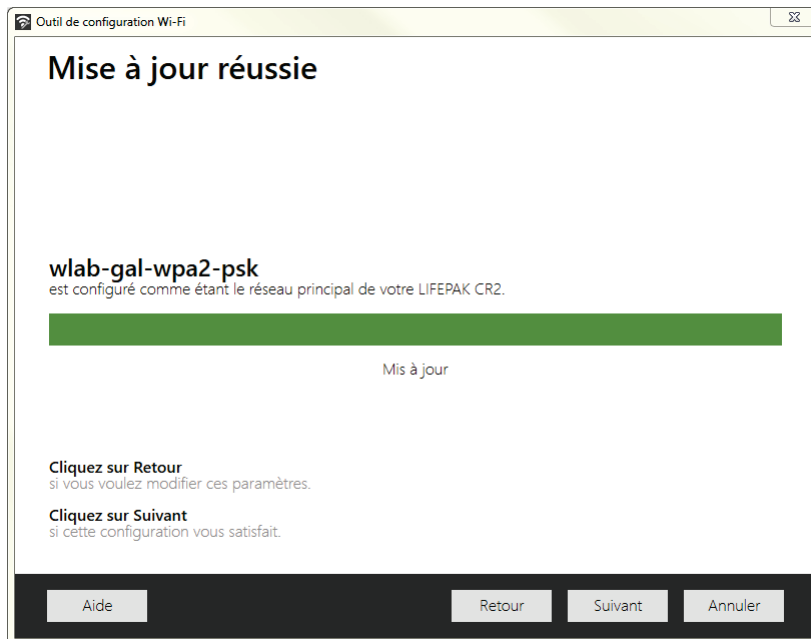 Outil de configuration Wi-Fi
Mise à jour réussie
wlab-gal-wpa2-psk
est configuré comme étant le réseau principal de votre LIFEPAK CR2.
Mis à jour
Cliquez sur Retour
si vous voulez modifier ces paramètres.
Cliquez sur Suivant
si cette configuration vous satisfait.
Aide
Retour
Suivant
Annuler